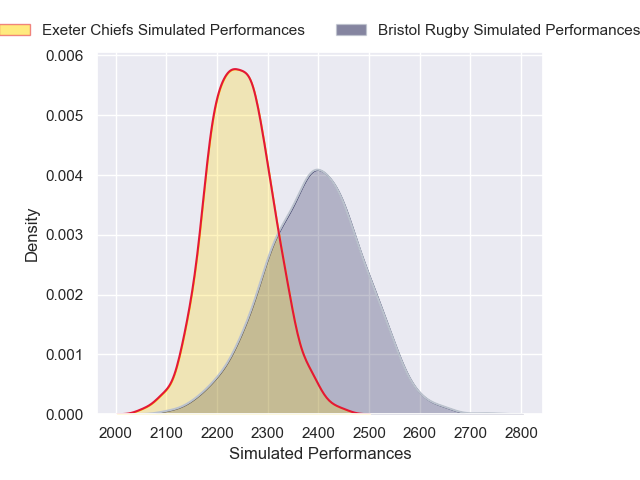 Exeter Chiefs Simulated Performances
Bristol Rugby Simulated Performances
0.006
0.005
0.004
0.003
0.002
0.001
0.000
Density
2000 2100 2200 2300 2400 2500 2600 2700 2800
Simulated Performances